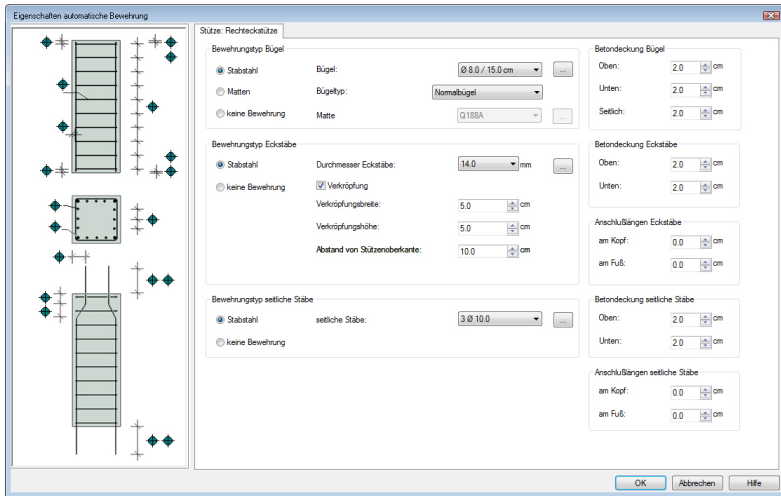 Eigenschaften automatische Bewehrung
Stütze: Rechteckstütze
Bewehrungstyp Bügel
Stabstahl
Bügel:
Ø 8.0 / 15.0 cm
...
Matten
Bügeltyp:
Normalbügel
keine Bewehrung
Matte
Q188A
...
Betondeckung Bügel
Oben:
2.0
cm
Unten:
2.0
cm
Seitlich:
2.0
cm
Bewehrungstyp Eckstäbe
Stabstahl
Durchmesser Eckstäbe:
14.0
mm
...
keine Bewehrung
Verkröpfung
Verkröpfungsbreite:
5.0
cm
Verkröpfungshöhe:
5.0
cm
Abstand von Stützenoberkante:
10.0
cm
Betondeckung Eckstäbe
Oben:
2.0
cm
Unten:
2.0
cm
Anschlußlängen Eckstäbe
am Kopf:
0.0
cm
am Fuß:
0.0
cm
Bewehrungstyp seitliche Stäbe
Stabstahl
seitliche Stäbe:
3 Ø 10.0
...
keine Bewehrung
Betondeckung seitliche Stäbe
Oben:
2.0
cm
Unten:
2.0
cm
Anschlußlängen seitliche Stäbe
am Kopf:
0.0
cm
am Fuß:
0.0
cm
OK
Abbrechen
Hilfe